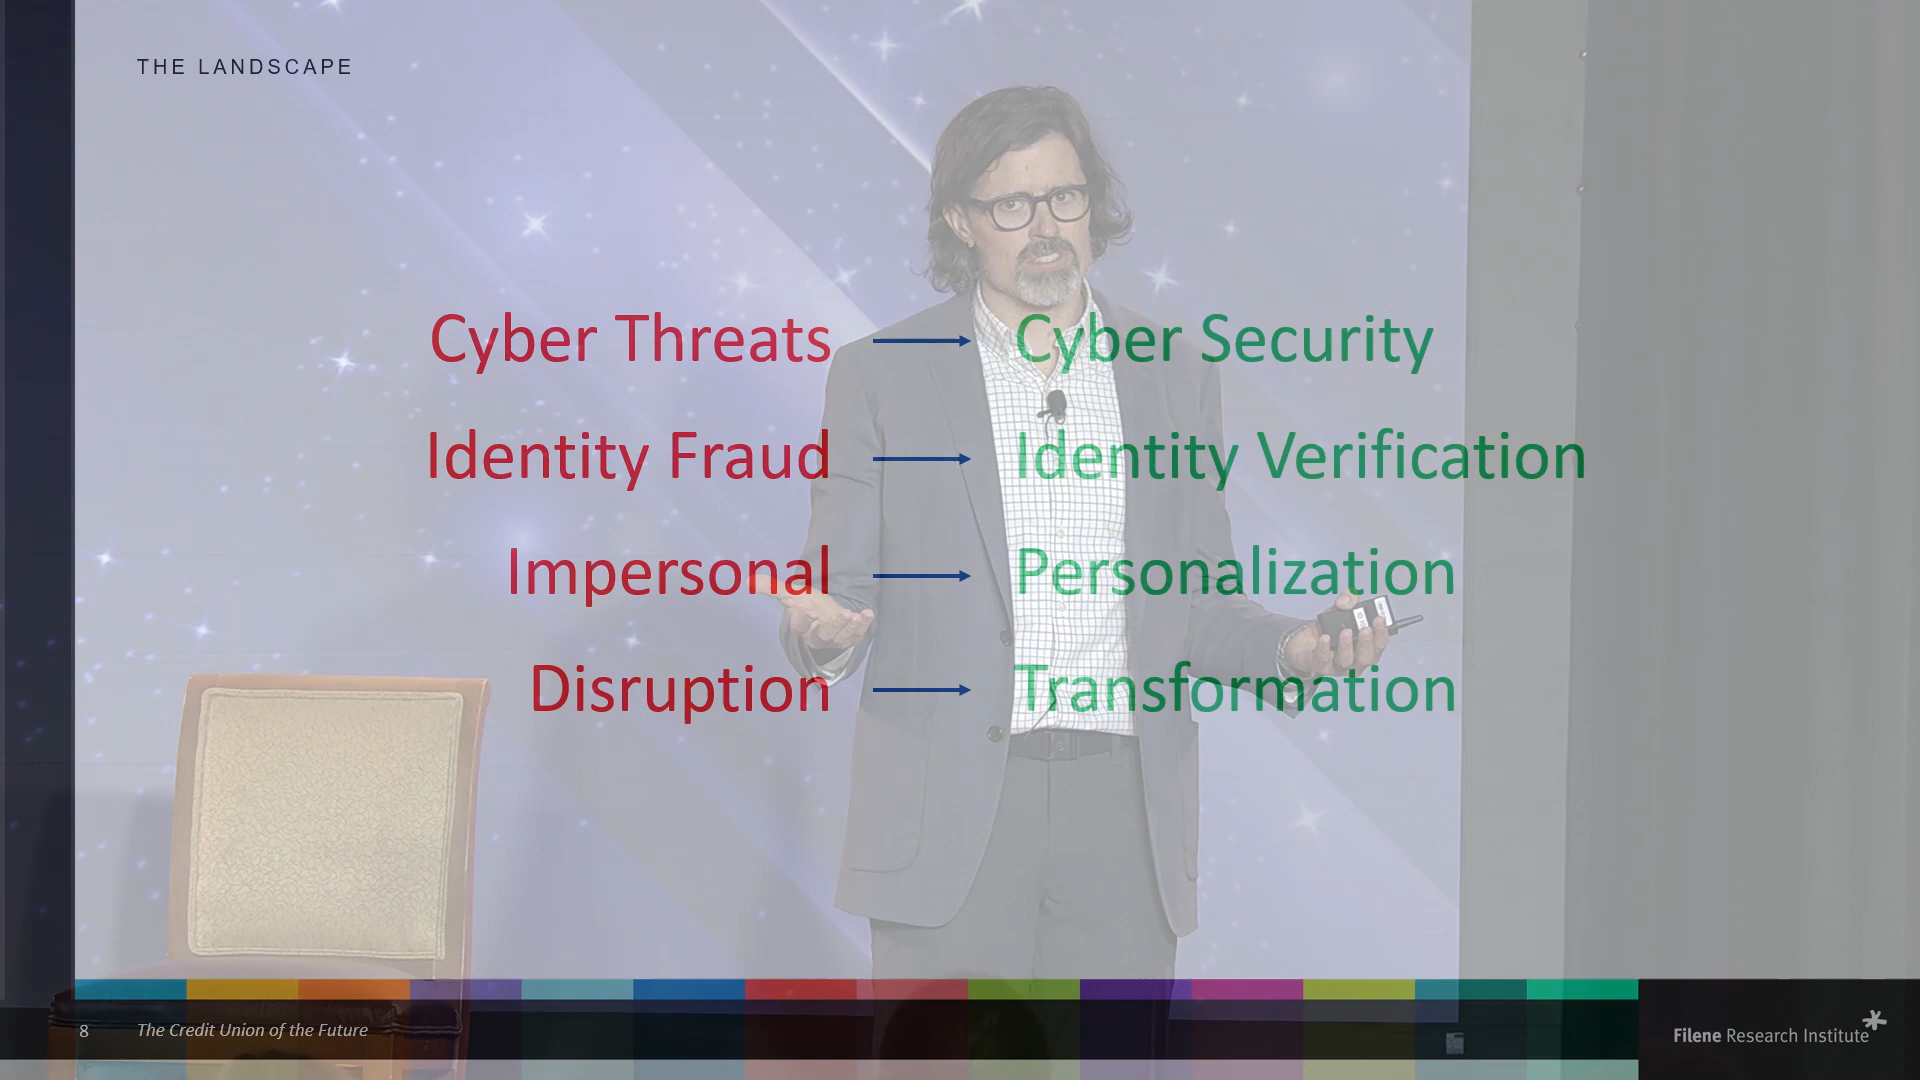 THE LANDSCAPE
Cyber Threats Cyber Security
Identity Fraud Identity Verification
Impersonal Personalization
Disruption Transformation
8 The Credit Union of the Future
Filene Research Institute